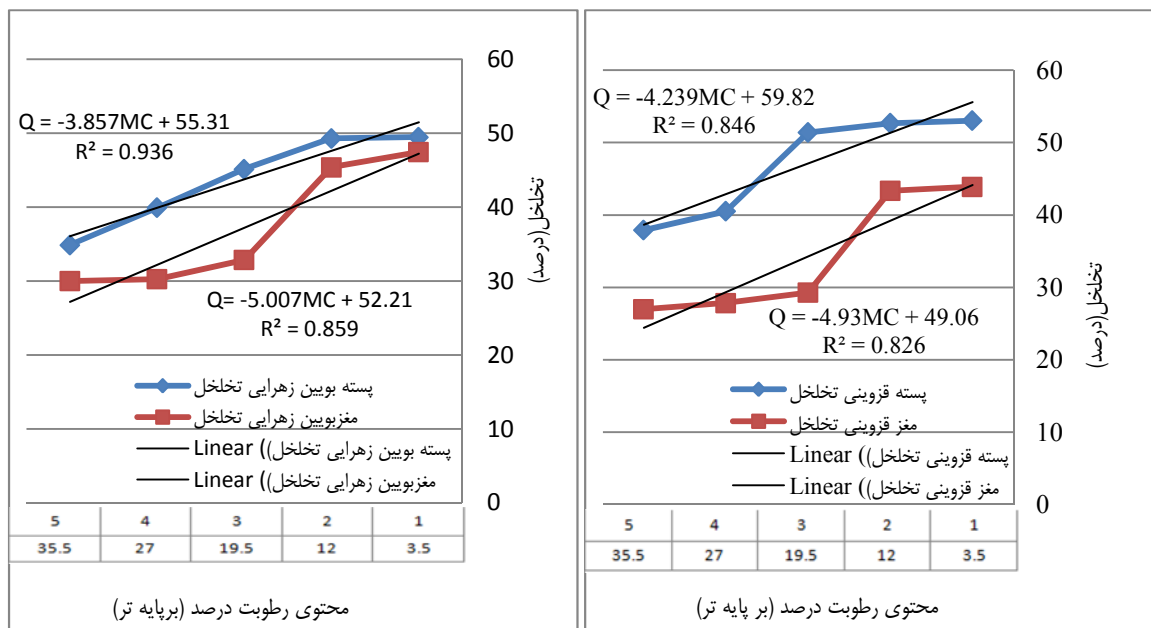 60
50
40
30
20
10
0
تخلخل(درصد)
Q = -3.857MC + 55.31
R² = 0.936
Q= -5.007MC + 52.21
R² = 0.859
پسته بویین زهرایی تخلخل
مغزبویین زهرایی تخلخل
Linear ((پسته بویین زهرایی تخلخل
Linear ((مغزبویین زهرایی تخلخل
5 4 3 2 1
35.5 27 19.5 12 3.5
محتوی رطوبت درصد (برپایه تر)
60
50
40
30
20
10
0
تخلخل(درصد)
Q = -4.239MC + 59.82
R² = 0.846
Q = -4.93MC + 49.06
R² = 0.826
پسته قزوینی تخلخل
مغز قزوینی تخلخل
Linear ((پسته قزوینی تخلخل
Linear ((مغز قزوینی تخلخل
5 4 3 2 1
35.5 27 19.5 12 3.5
محتوی رطوبت درصد (بر پایه تر)